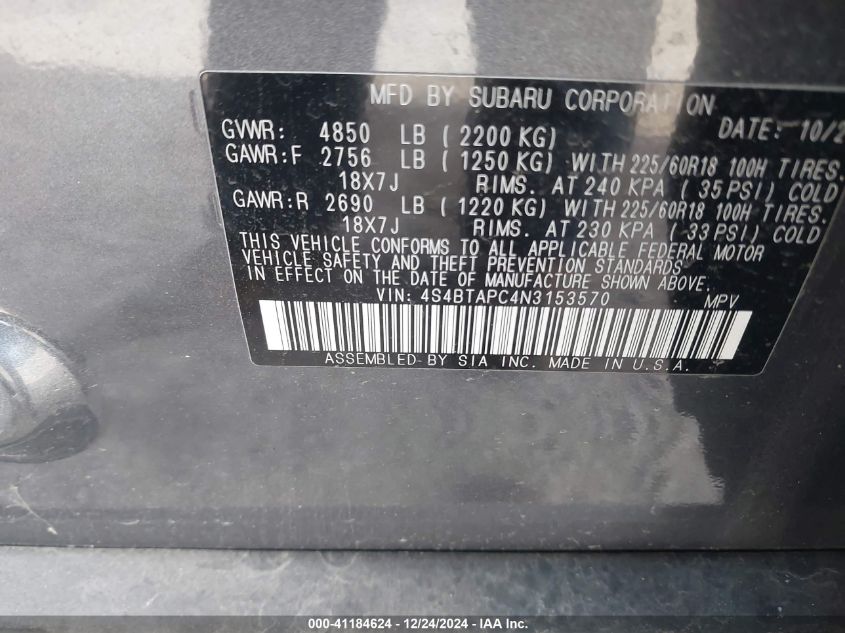 MFD BY SUBARU CORPORATION
DATE: 10/2
GVWR: 4850 LB (2200 KG)
GAWR:F 2756 LB (1250 KG) WITH 225/60R18 100H TIRES.
18X7J RIMS. AT 240 KPA (35 PSI) COLD
GAWR:R 2690 LB (1220 KG) WITH 225/60R18 100H TIRES.
18X7J RIMS. AT 230 KPA (33 PSI) COLD
THIS VEHICLE CONFORMS TO ALL APPLICABLE FEDERAL MOTOR
VEHICLE SAFETY AND THEFT PREVENTION STANDARDS
IN EFFECT ON THE DATE OF MANUFACTURE SHOWN ABOVE.
VIN: 4S4BTAPC4N3153570 MPV
ASSEMBLED BY SIA INC. MADE IN U.S.A.
000-41184624 - 12/24/2024 - IAA Inc.